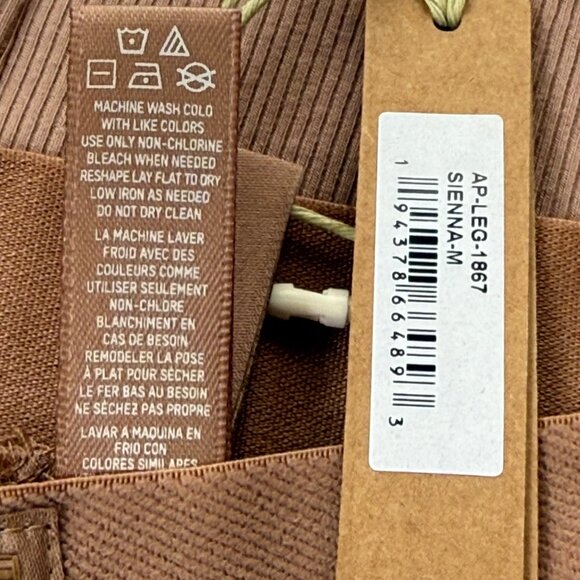 MACHINE WASH COLD
WITH LIKE COLORS
USE ONLY NON-CHLORINE
BLEACH WHEN NEEDED
RESHAPE LAY FLAT TO DRY
LOW IRON AS NEEDED
DO NOT DRY CLEAN
LA MACHINE LAVER
FROID AVEC DES
COULEURS COMME
UTILISER SEULEMENT
NON-CHLORE
BLANCHIMENT EN
CAS DE BESOIN
REMODELER LA POSE
À PLAT POUR SÉCHER
LE FER BAS AU BESOIN
NE SÉCHEZ PAS PROPRE
LAVAR A MAQUINA EN
FRIO CON
COLORES SIMILARES
AP-LEG-1867
SIENNA-M
1 94378 66489 3